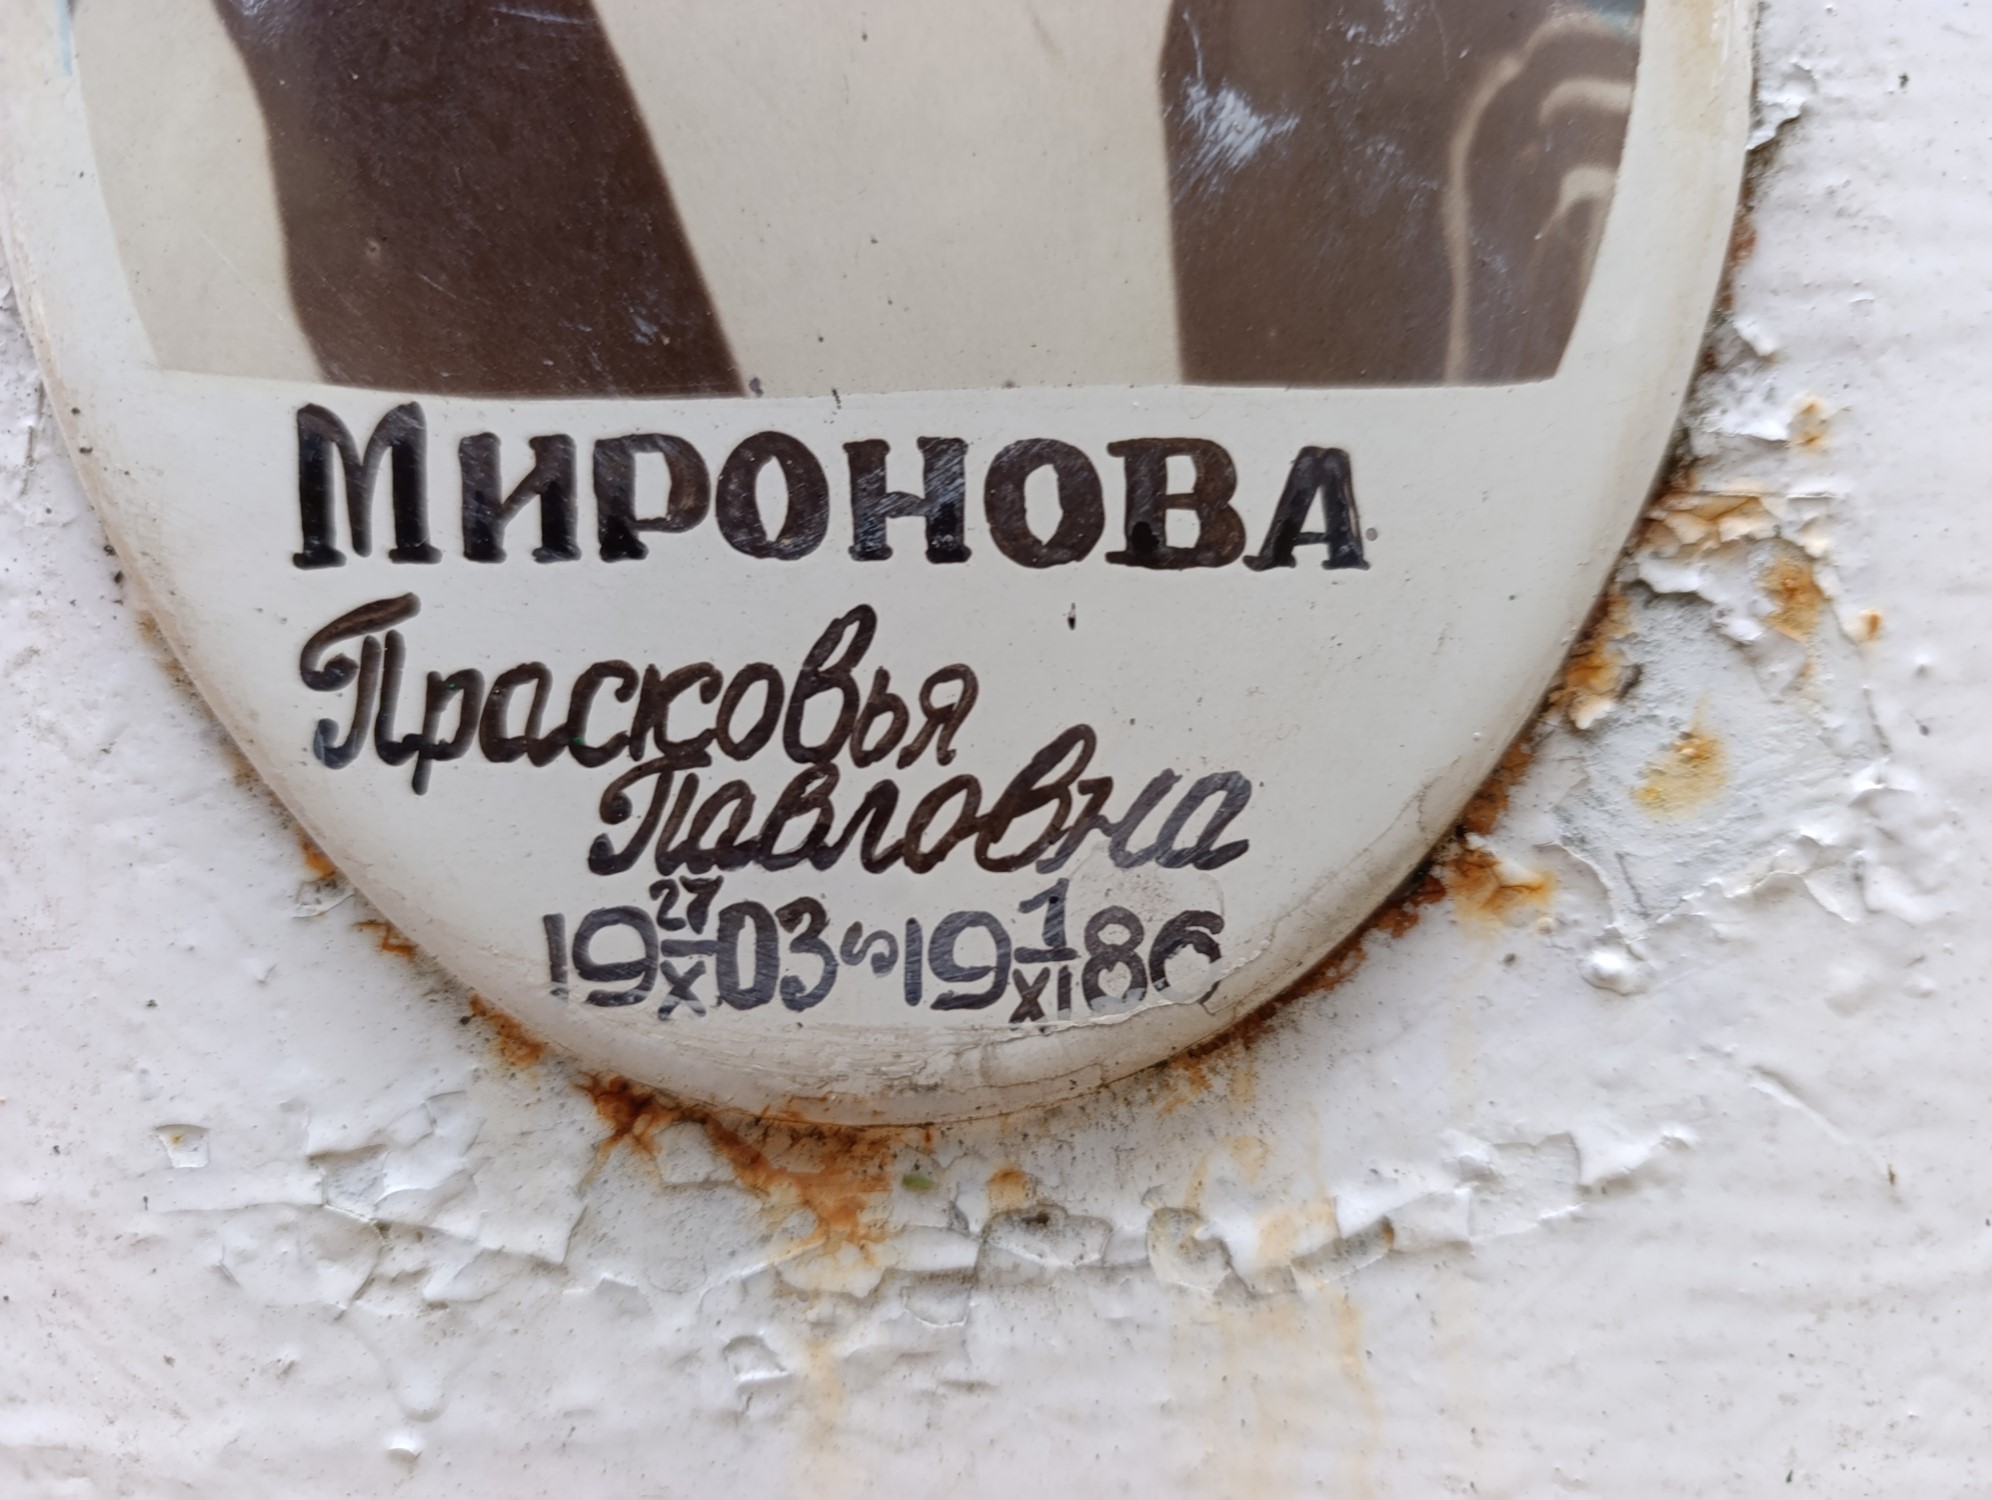 МИРОНОВА
Прасковья
Павловна
19 27/X 03 ~ 19 1/XI 86